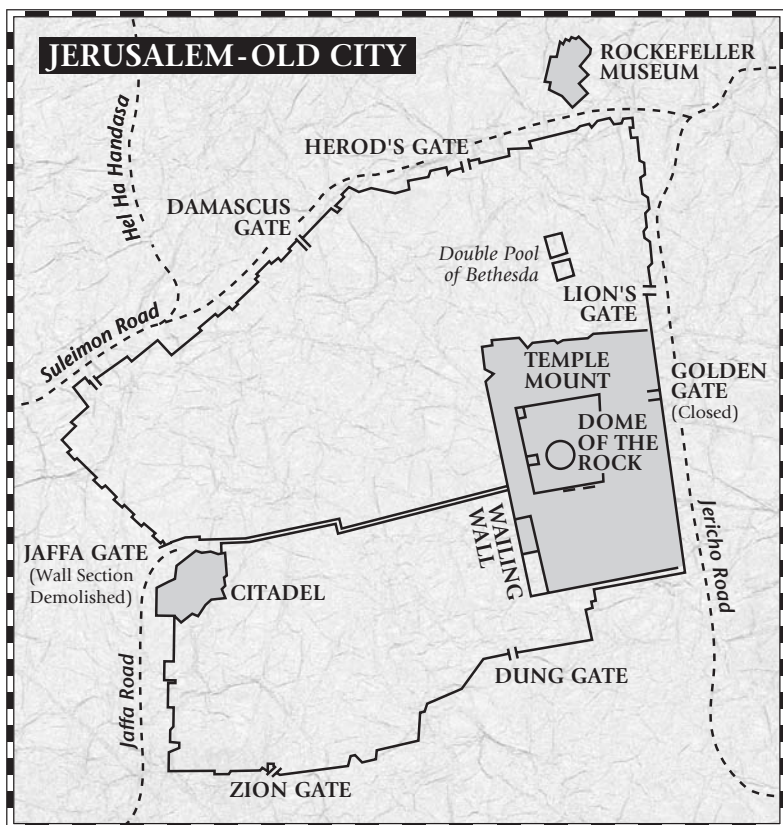 JERUSALEM-OLD CITY
ROCKEFELLER
MUSEUM
Hel Ha Handasa
HEROD'S GATE
DAMASCUS
GATE
Double Pool
of Bethesda
LION'S
GATE
Suleimon Road
TEMPLE
MOUNT
GOLDEN
GATE
(Closed)
DOME
OF THE
ROCK
WAILING
WALL
Jericho Road
JAFFA GATE
(Wall Section
Demolished)
CITADEL
Jaffa Road
DUNG GATE
ZION GATE